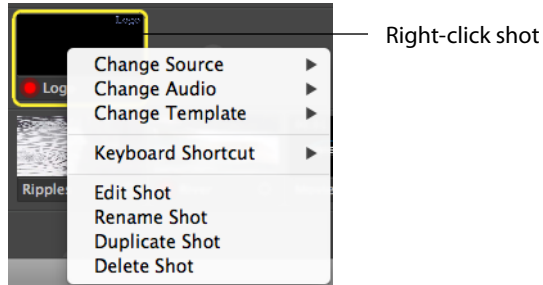 Logo
Right-click shot
Change Source
Log
Change Audio
Change Template
Keyboard Shortcut
Ripples
Edit Shot
Rename Shot
Duplicate Shot
Delete Shot